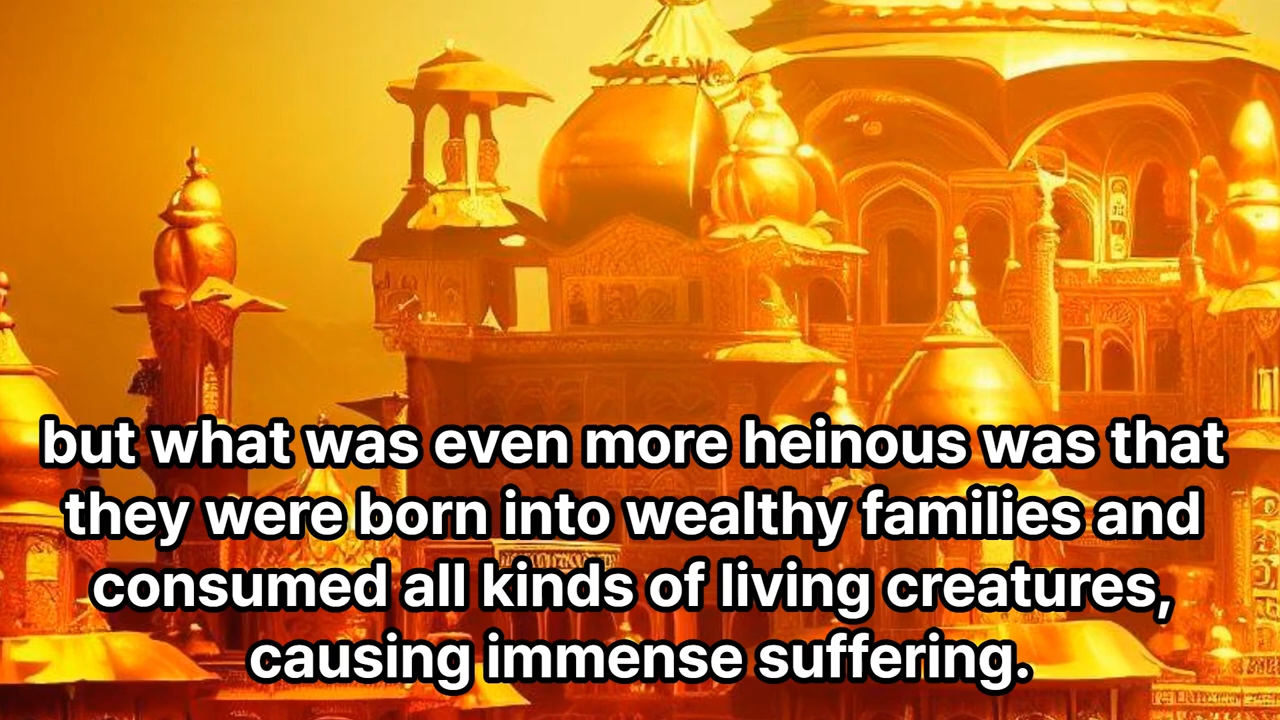 but what was even more heinous was that
they were born into wealthy families and
consumed all kinds of living creatures,
causing immense suffering.